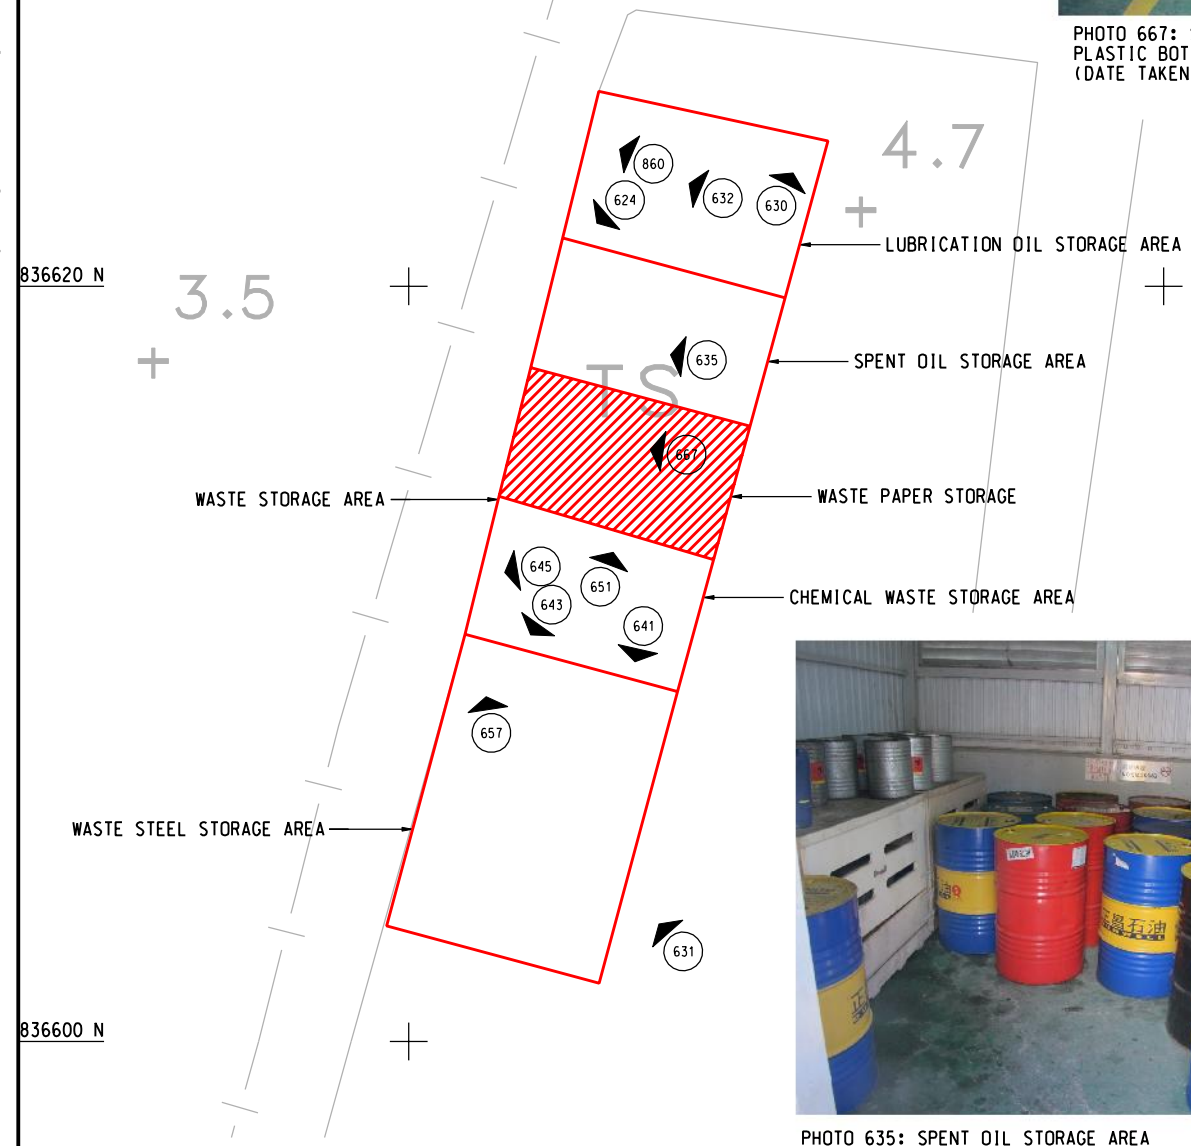 PHOTO 667:
PLASTIC BOT
(DATE TAKEN
4.7
860
624
632
630
LUBRICATION OIL STORAGE AREA
836620 N
3.5
635
SPENT OIL STORAGE AREA
TS
667
WASTE STORAGE AREA
WASTE PAPER STORAGE
645
651
643
641
CHEMICAL WASTE STORAGE AREA
657
WASTE STEEL STORAGE AREA
石油
631
836600 N
PHOTO 635: SPENT OIL STORAGE AREA